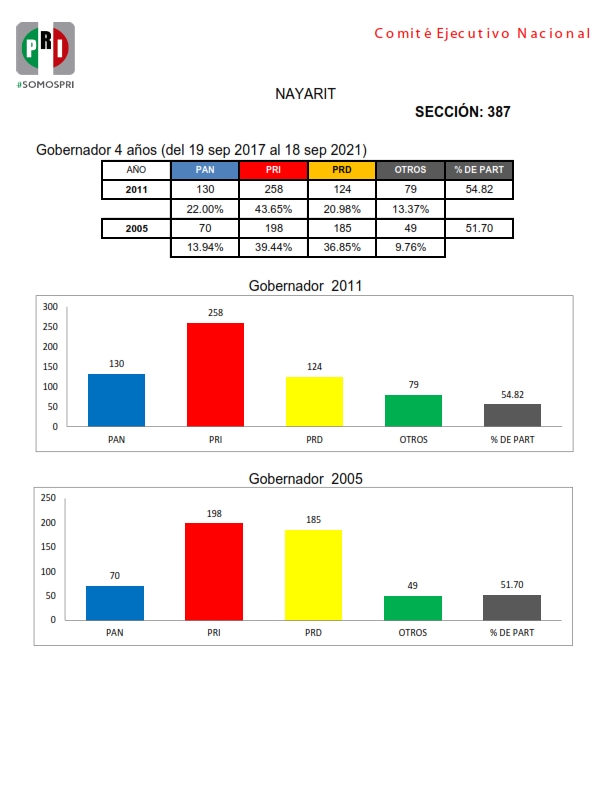 Comité Ejecutivo Nacional
PRI
#SOMOSPRI
NAYARIT
SECCIÓN: 387
Gobernador 4 años (del 19 sep 2017 al 18 sep 2021)
AÑO PAN PRI PRD OTROS % DE PART
2011 130 258 124 79 54.82
22.00% 43.65% 20.98% 13.37%
2005 70 198 185 49 51.70
13.94% 39.44% 36.85% 9.76%
Gobernador 2011
300
250
200
150
100
50
0
130
258
124
79
54.82
PAN PRI PRD OTROS % DE PART
Gobernador 2005
250
200
150
100
50
0
70
198
185
49
51.70
PAN PRI PRD OTROS % DE PART